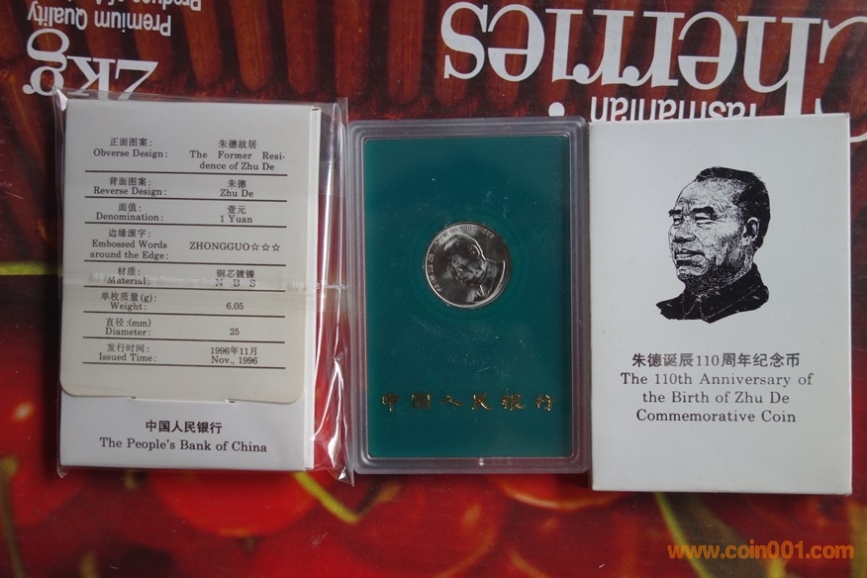 Premium Quality
2kg
Cherries
Tasmanian
正面图案: 朱德故居
Obverse Design: The Former Resi-
dence of Zhu De
背面图案: 朱德
Reverse Design: Zhu De
面值: 壹元
Denomination: 1 Yuan
边缘滚字:
Embossed Words ZHONGGUO☆☆☆
around the Edge:
材质: 钢芯镀镍
Material: N B S
单枚质量(g):
Weight: 6.05
直径:(mm)
Diameter: 25
发行时间: 1996年11月
Issued Time: Nov., 1996
中国人民银行
The People's Bank of China
中国人民银行
朱德诞辰110周年纪念币
The 110th Anniversary of
the Birth of Zhu De
Commemorative Coin
www.coin001.com